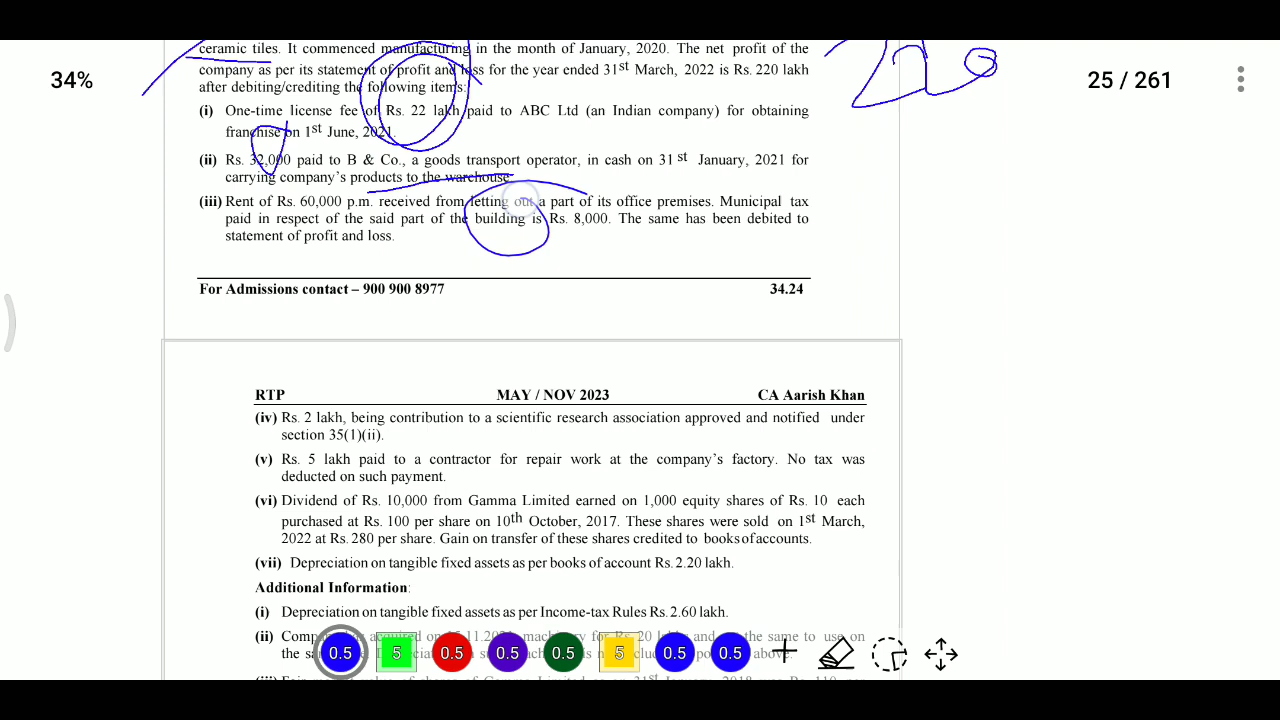 34%
25 / 261
ceramic tiles. It commenced manufacturing in the month of January, 2020. The net profit of the
company as per its statement of profit and loss for the year ended 31st March, 2022 is Rs. 220 lakh
after debiting/crediting the following items:
(i) One-time license fee of Rs. 22 lakh paid to ABC Ltd (an Indian company) for obtaining
franchise on 1st June, 2021.
(ii) Rs. 32,000 paid to B & Co., a goods transport operator, in cash on 31st January, 2021 for
carrying company's products to the warehouse.
(iii) Rent of Rs. 60,000 p.m. received from letting out a part of its office premises. Municipal tax
paid in respect of the said part of the building is Rs. 8,000. The same has been debited to
statement of profit and loss.
For Admissions contact – 900 900 8977 34.24
RTP MAY / NOV 2023 CA Aarish Khan
(iv) Rs. 2 lakh, being contribution to a scientific research association approved and notified under
section 35(1)(ii).
(v) Rs. 5 lakh paid to a contractor for repair work at the company's factory. No tax was
deducted on such payment.
(vi) Dividend of Rs. 10,000 from Gamma Limited earned on 1,000 equity shares of Rs. 10 each
purchased at Rs. 100 per share on 10th October, 2017. These shares were sold on 1st March,
2022 at Rs. 280 per share. Gain on transfer of these shares credited to books of accounts.
(vii) Depreciation on tangible fixed assets as per books of account Rs. 2.20 lakh.
Additional Information:
(i) Depreciation on tangible fixed assets as per Income-tax Rules Rs. 2.60 lakh.
(ii) machinery for Rs. 20 the same to use on
the above.
0.5 5 0.5 0.5 0.5 5 0.5 0.5